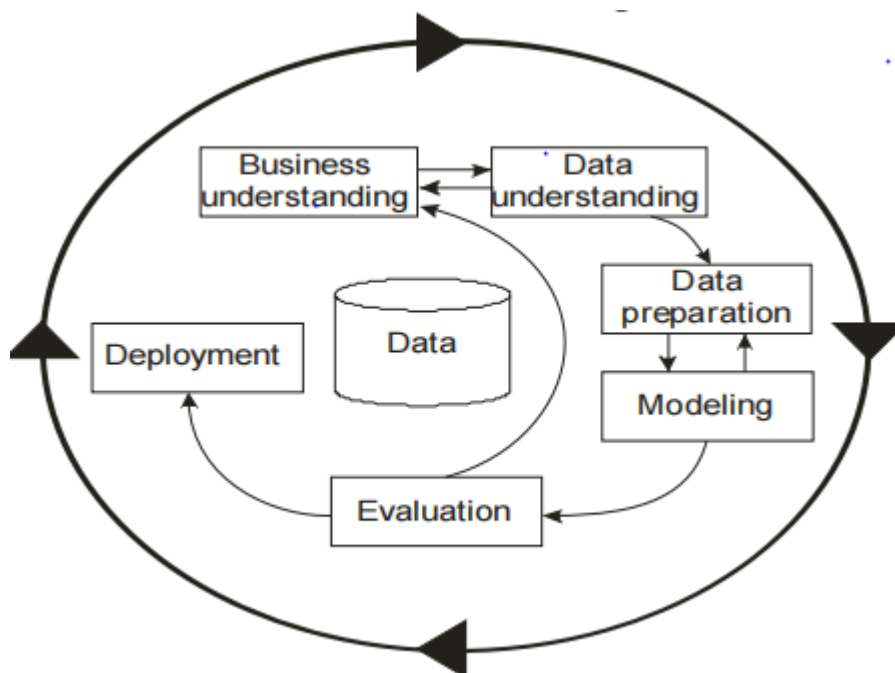 Business
understanding
Data
understanding
Data
preparation
Data
Deployment
Modeling
Evaluation